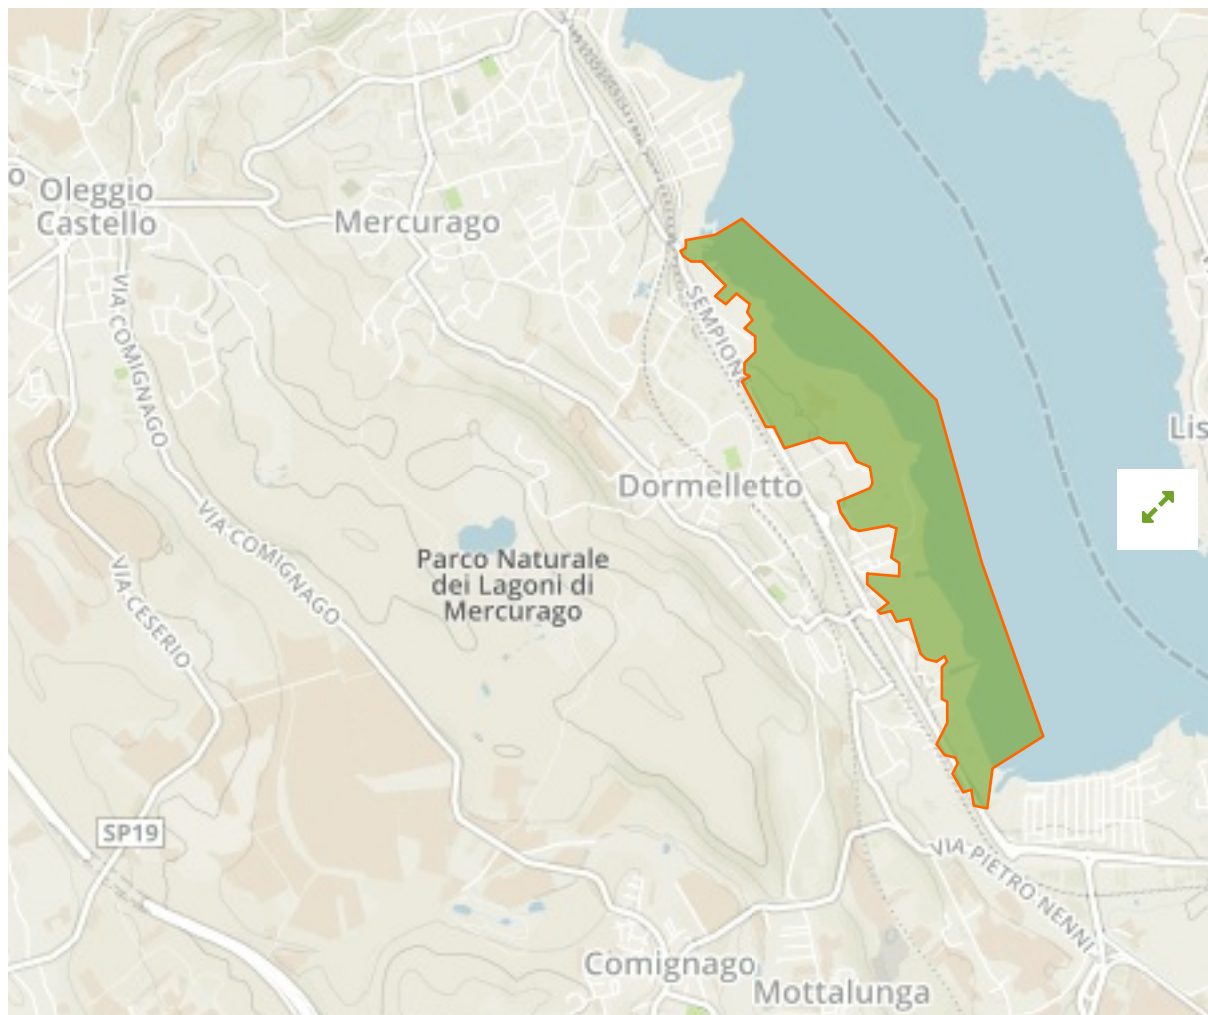 o
Oleggio
Castello
Mercurago
SEMPIONE
VIA COMIGNAGO
Lis
Dormelletto
VIA COMIGNAGO
Parco Naturale
dei Lagoni di
Mercurago
VIA CESERIO
SP19
VIA PIETRO NENNI
Comignago
Mottalunga